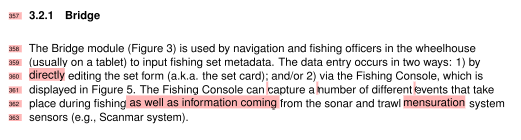 357 3.2.1 Bridge
358 The Bridge module (Figure 3) is used by navigation and fishing officers in the wheelhouse
359 (usually on a tablet) to input fishing set metadata. The data entry occurs in two ways: 1) by
360 directly editing the set form (a.k.a. the set card); and/or 2) via the Fishing Console, which is
361 displayed in Figure 5. The Fishing Console can capture a number of different events that take
362 place during fishing as well as information coming from the sonar and trawl mensuration system
363 sensors (e.g., Scanmar system).